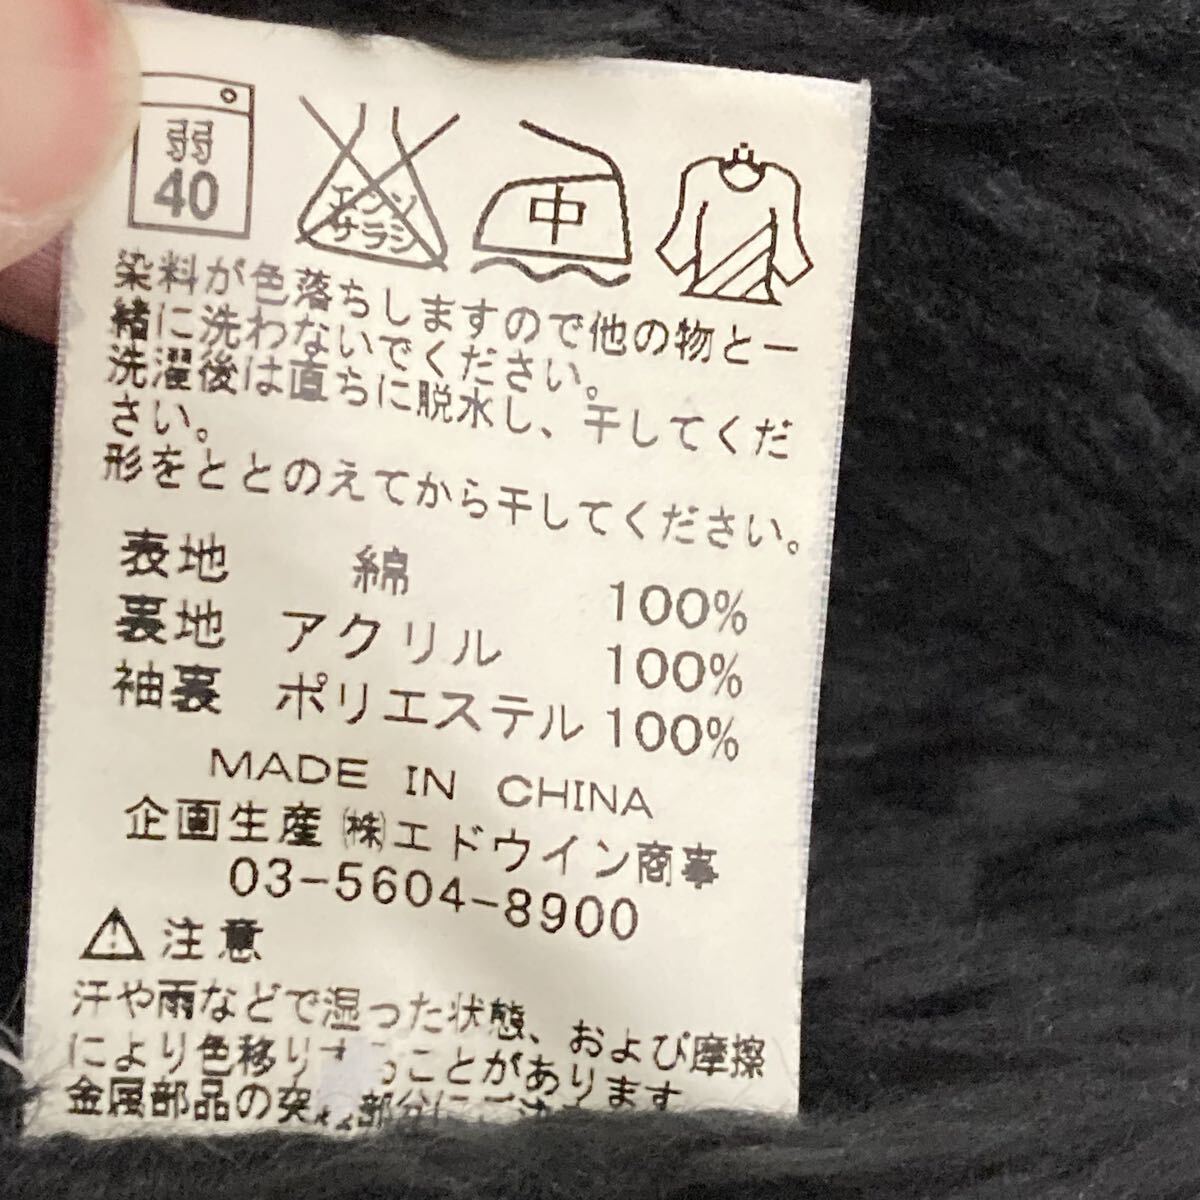 弱
40
エンソ
サラシ
中
染料が色落ちしますので他の物と一
緒に洗わないでください。
洗濯後は直ちに脱水し、干してくだ
さい。
形をととのえてから干してください。
表地 綿 100%
裏地 アクリル 100%
袖裏 ポリエステル 100%
MADE IN CHINA
企画生産 ㈱エドウイン商事
03-5604-8900
注意
汗や雨などで湿った状態、および摩擦
により色移りすることがあります
金属部品の突 部分に